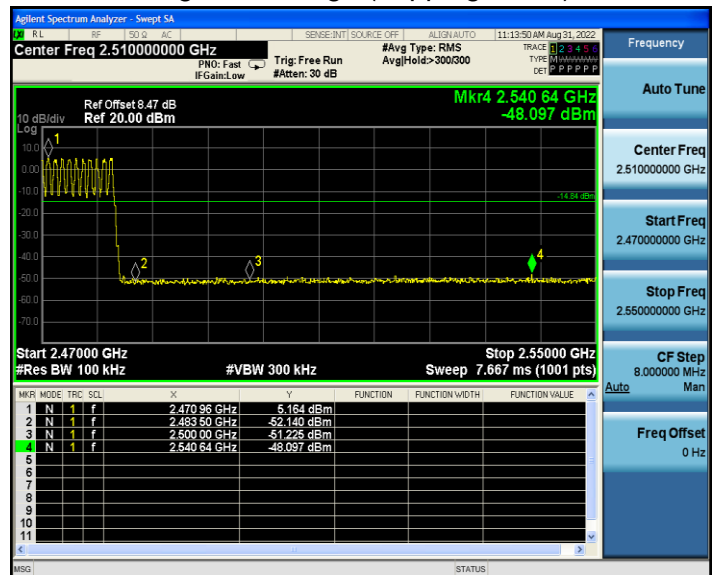 Agilent Spectrum Analyzer - Swept SA
RL RF 50 Ω AC SENSE:INT SOURCE OFF ALIGN AUTO 11:13:50 AM Aug 31, 2022
Center Freq 2.510000000 GHz #Avg Type: RMS TRACE 1 2 3 4 5 6
PNO: Fast Trig: Free Run Avg|Hold:>300/300 TYPE M
IFGain:Low #Atten: 30 dB DET P P P P P P
Ref Offset 8.47 dB Mkr4 2.540 64 GHz
10 dB/div Ref 20.00 dBm -48.097 dBm
Log
10.0
0.00
-10.0
-20.0
-30.0
-40.0
-50.0
-60.0
-70.0
1
2
3
4
-14.84 dBm
Start 2.47000 GHz Stop 2.55000 GHz
#Res BW 100 kHz #VBW 300 kHz Sweep 7.667 ms (1001 pts)
MKR MODE TRC SCL X Y FUNCTION FUNCTION WIDTH FUNCTION VALUE
1 N 1 f 2.470 96 GHz 5.164 dBm
2 N 1 f 2.483 50 GHz -52.140 dBm
3 N 1 f 2.500 00 GHz -51.225 dBm
4 N 1 f 2.540 64 GHz -48.097 dBm
5
6
7
8
9
10
11
MSG STATUS
Frequency
Auto Tune
Center Freq
2.510000000 GHz
Start Freq
2.470000000 GHz
Stop Freq
2.550000000 GHz
CF Step
8.000000 MHz
Auto Man
Freq Offset
0 Hz